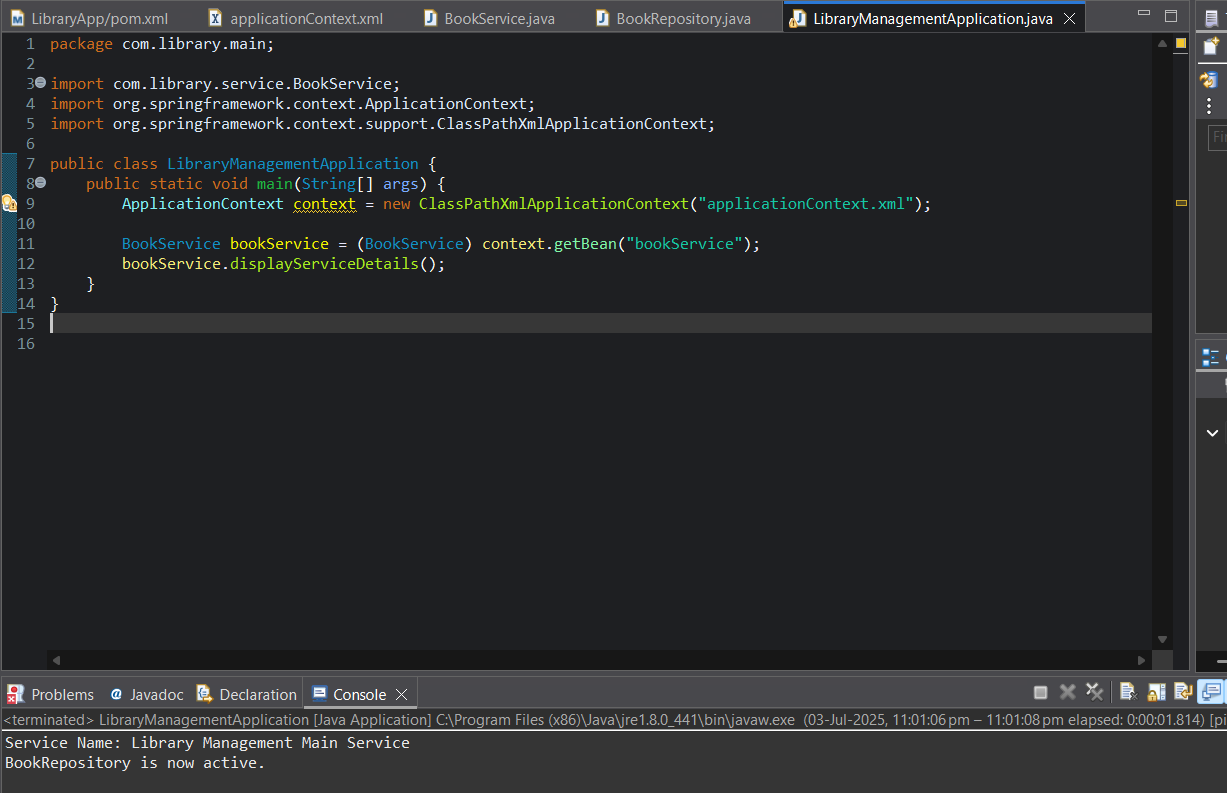 LibraryApp/pom.xml applicationContext.xml BookService.java BookRepository.java LibraryManagementApplication.java
1 package com.library.main;
2
3 import com.library.service.BookService;
4 import org.springframework.context.ApplicationContext;
5 import org.springframework.context.support.ClassPathXmlApplicationContext;
6
7 public class LibraryManagementApplication {
8 public static void main(String[] args) {
9 ApplicationContext context = new ClassPathXmlApplicationContext("applicationContext.xml");
10
11 BookService bookService = (BookService) context.getBean("bookService");
12 bookService.displayServiceDetails();
13 }
14 }
15
16
Problems @ Javadoc Declaration Console
<terminated> LibraryManagementApplication [Java Application] C:\Program Files (x86)\Java\jre1.8.0_441\bin\javaw.exe (03-Jul-2025, 11:01:06 pm – 11:01:08 pm elapsed: 0:00:01.814) [pi
Service Name: Library Management Main Service
BookRepository is now active.